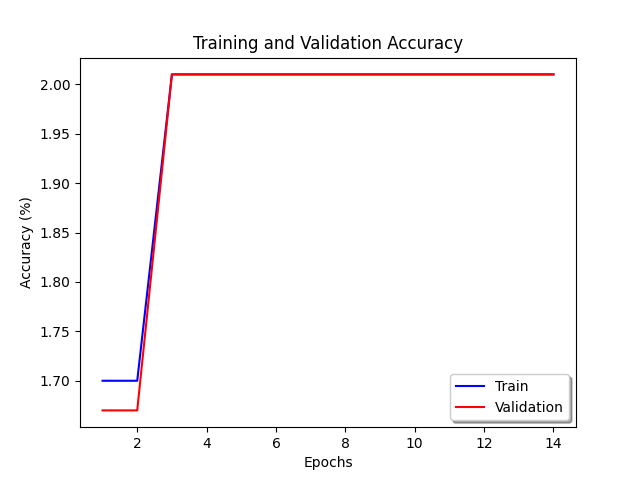 Training and Validation Accuracy
2.00
1.95
1.90
1.85
1.80
1.75
1.70
Accuracy (%)
2 4 6 8 10 12 14
Epochs
Train
Validation